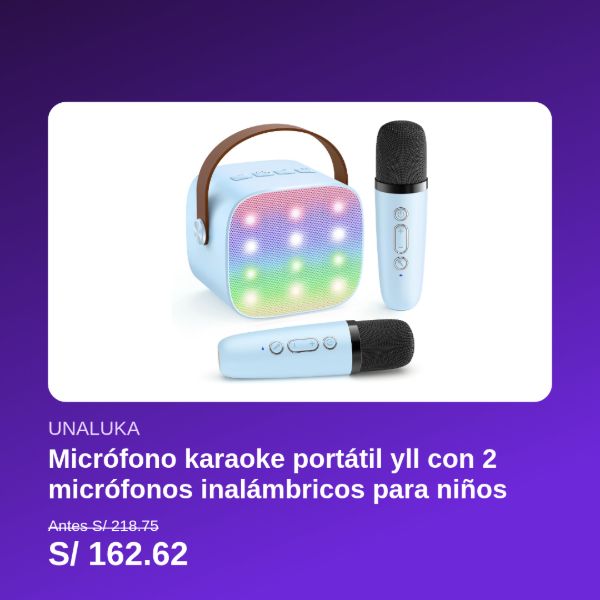 UNALUKA
Micrófono karaoke portátil yll con 2
micrófonos inalámbricos para niños
Antes S/ 218.75
S/ 162.62